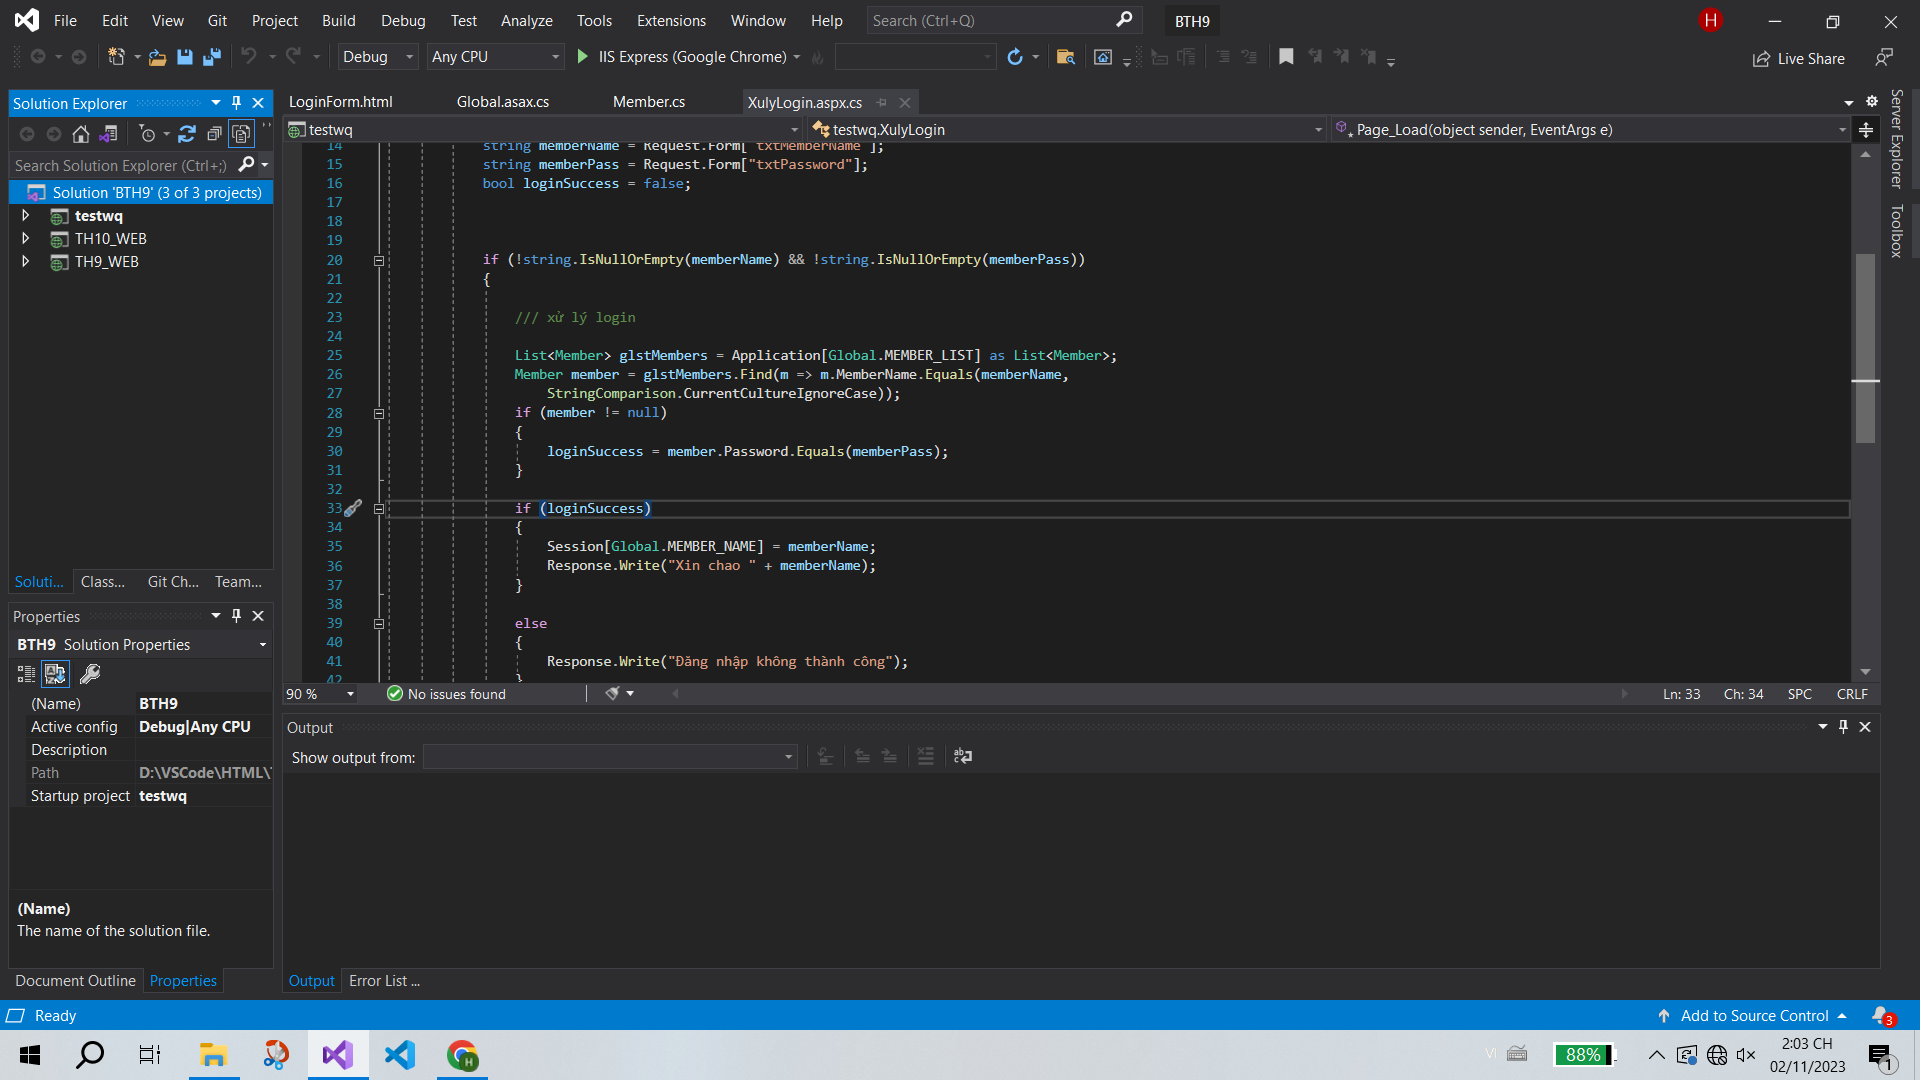 File Edit View Git Project Build Debug Test Analyze Tools Extensions Window Help Search (Ctrl+Q) BTH9 H
Debug Any CPU IIS Express (Google Chrome) Live Share
Solution Explorer
Search Solution Explorer (Ctrl+;)
Solution 'BTH9' (3 of 3 projects)
testwq
TH10_WEB
TH9_WEB
Soluti... Class... Git Ch... Team...
Properties
BTH9 Solution Properties
(Name) BTH9
Active config Debug|Any CPU
Description
Path D:\VSCode\HTML\
Startup project testwq
(Name)
The name of the solution file.
Document Outline Properties
LoginForm.html Global.asax.cs Member.cs XulyLogin.aspx.cs
testwq testwq.XulyLogin Page_Load(object sender, EventArgs e)
14 string memberName = Request.Form["txtMemberName"];
15 string memberPass = Request.Form["txtPassword"];
16 bool loginSuccess = false;
17
18
19
20 if (!string.IsNullOrEmpty(memberName) && !string.IsNullOrEmpty(memberPass))
21 {
22
23 /// xử lý login
24
25 List<Member> glstMembers = Application[Global.MEMBER_LIST] as List<Member>;
26 Member member = glstMembers.Find(m => m.MemberName.Equals(memberName,
27 StringComparison.CurrentCultureIgnoreCase));
28 if (member != null)
29 {
30 loginSuccess = member.Password.Equals(memberPass);
31 }
32
33 if (loginSuccess)
34 {
35 Session[Global.MEMBER_NAME] = memberName;
36 Response.Write("Xin chao " + memberName);
37 }
38
39 else
40 {
41 Response.Write("Đăng nhập không thành công");
42 }
90 % No issues found Ln: 33 Ch: 34 SPC CRLF
Output
Show output from:
Output Error List ...
Server Explorer
Toolbox
Ready Add to Source Control 3
VI 88% 2:03 CH
02/11/2023 1